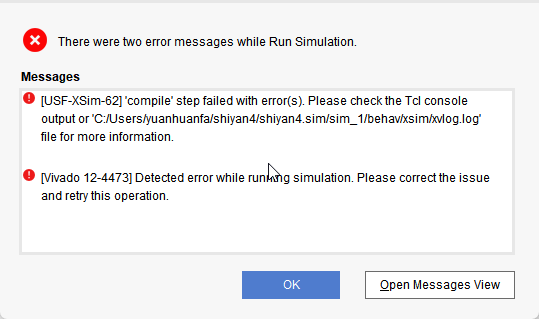 There were two error messages while Run Simulation.
Messages
[USF-XSim-62] 'compile' step failed with error(s). Please check the Tcl console
output or 'C:/Users/yuanhuanfa/shiyan4/shiyan4.sim/sim_1/behav/xsim/xvlog.log'
file for more information.
[Vivado 12-4473] Detected error while running simulation. Please correct the issue
and retry this operation.
OK
Open Messages View